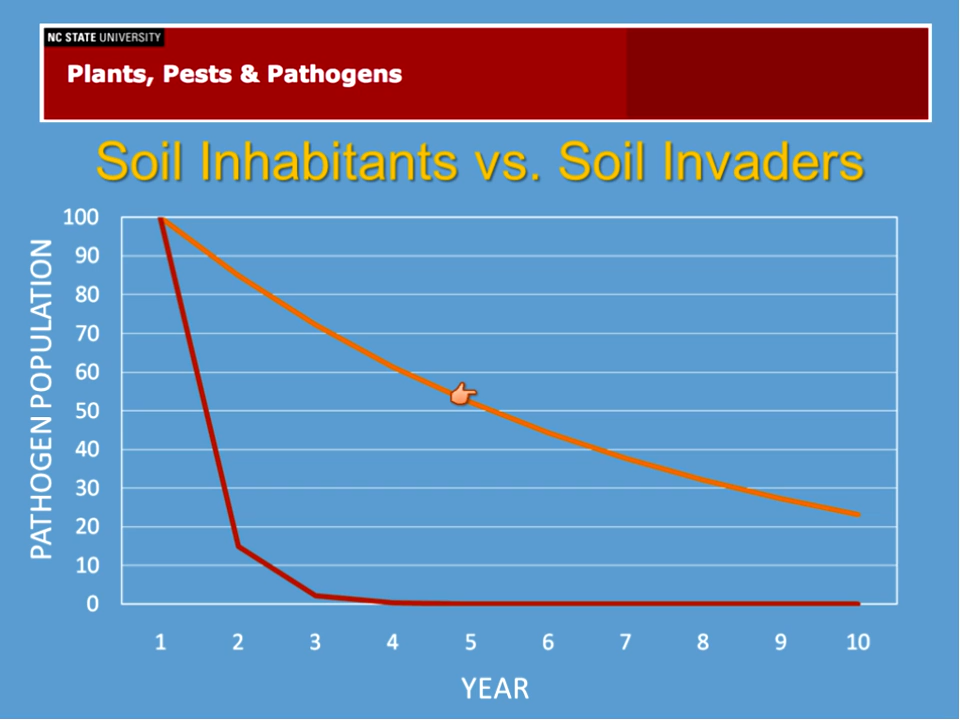 NC STATE UNIVERSITY
Plants, Pests & Pathogens
Soil Inhabitants vs. Soil Invaders
PATHOGEN POPULATION
100
90
80
70
60
50
40
30
20
10
0
1 2 3 4 5 6 7 8 9 10
YEAR